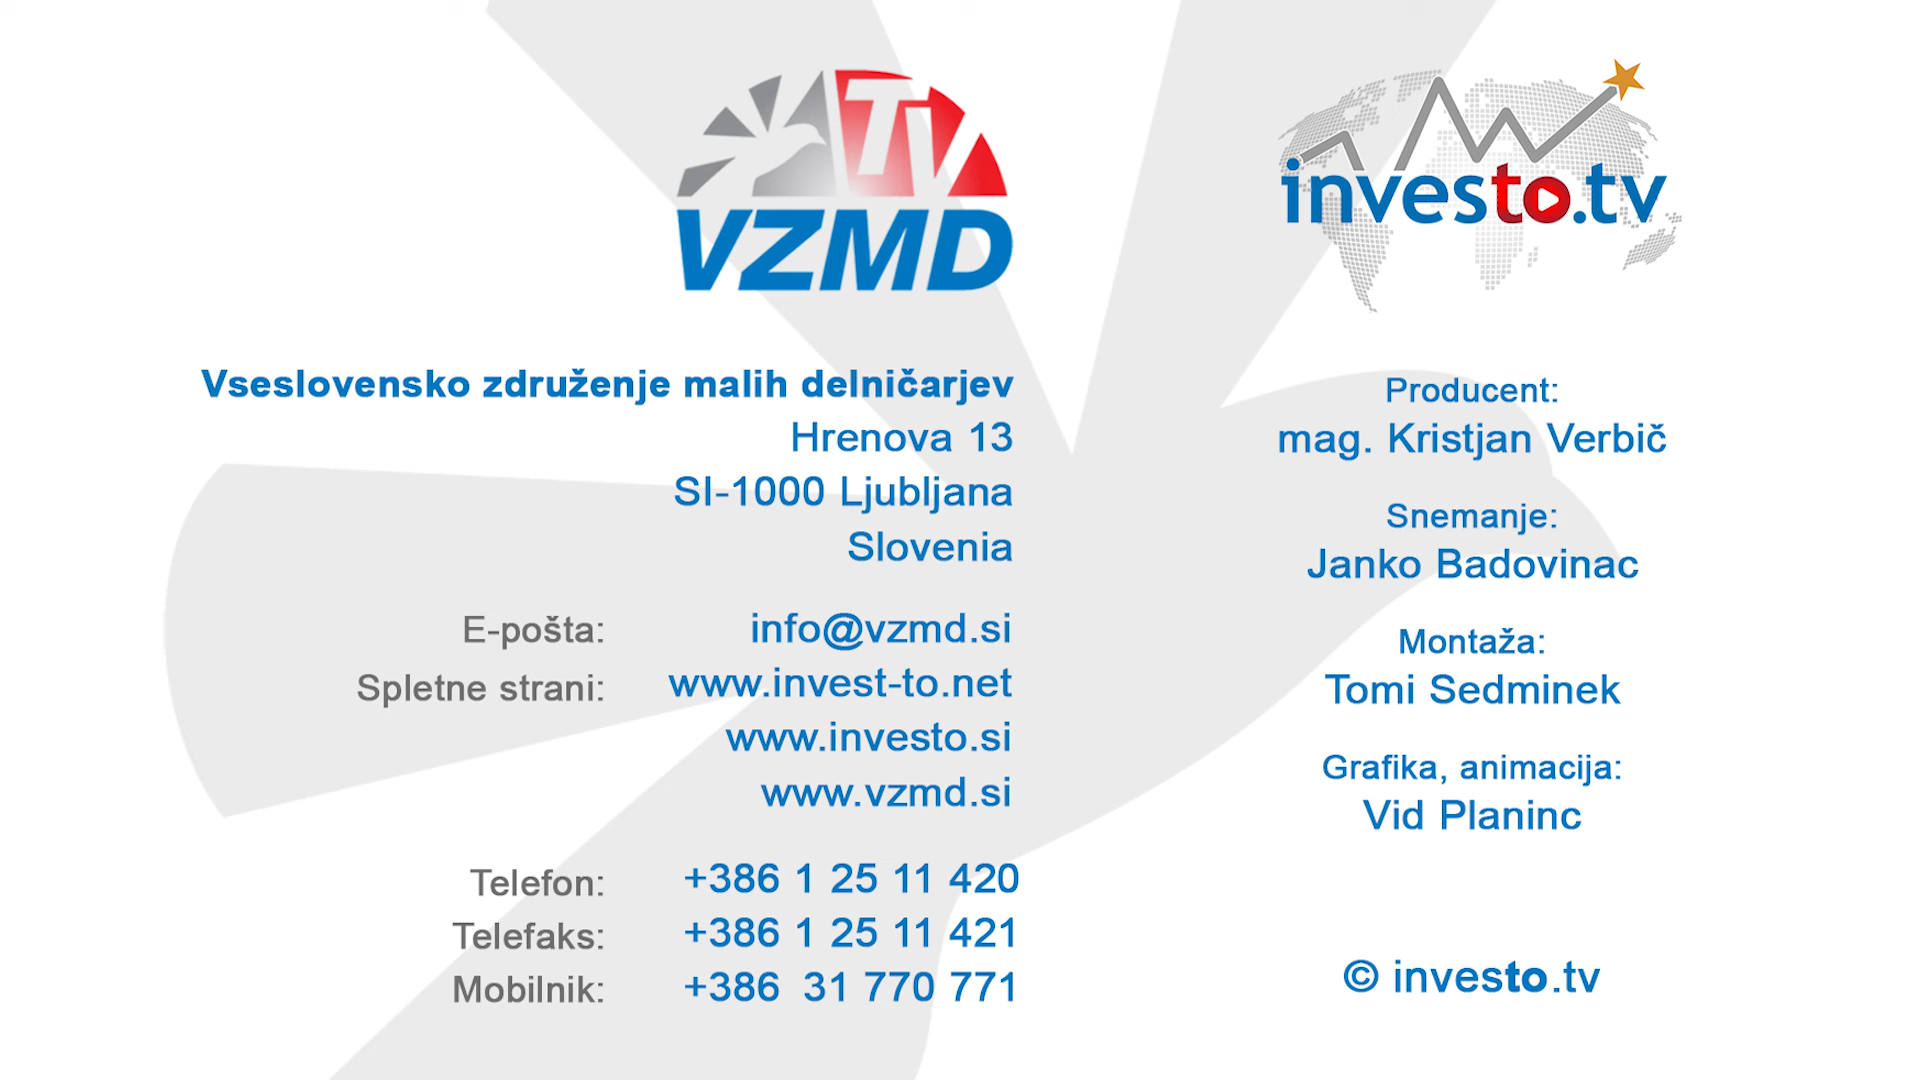 TV
VZMD
Vseslovensko združenje malih delničarjev
Hrenova 13
SI-1000 Ljubljana
Slovenia
E-pošta: info@vzmd.si
Spletne strani: www.invest-to.net
www.investo.si
www.vzmd.si
Telefon: +386 1 25 11 420
Telefaks: +386 1 25 11 421
Mobilnik: +386 31 770 771
investo.tv
Producent:
mag. Kristjan Verbič
Snemanje:
Janko Badovinac
Montaža:
Tomi Sedminek
Grafika, animacija:
Vid Planinc
© investo.tv